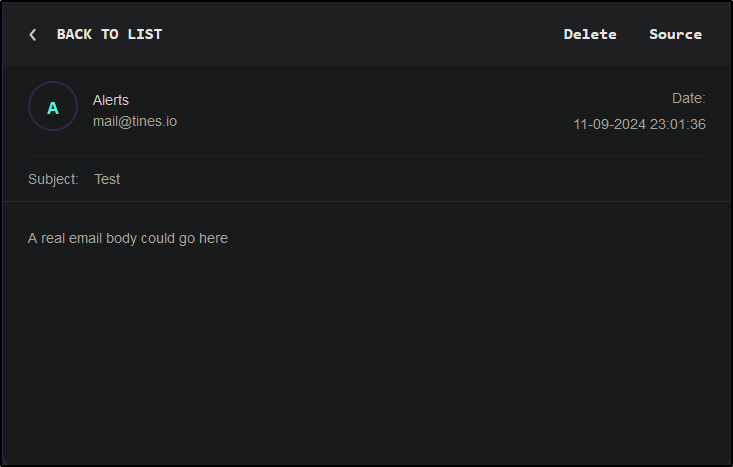 BACK TO LIST Delete Source
A Alerts Date:
mail@tines.io 11-09-2024 23:01:36
Subject: Test
A real email body could go here